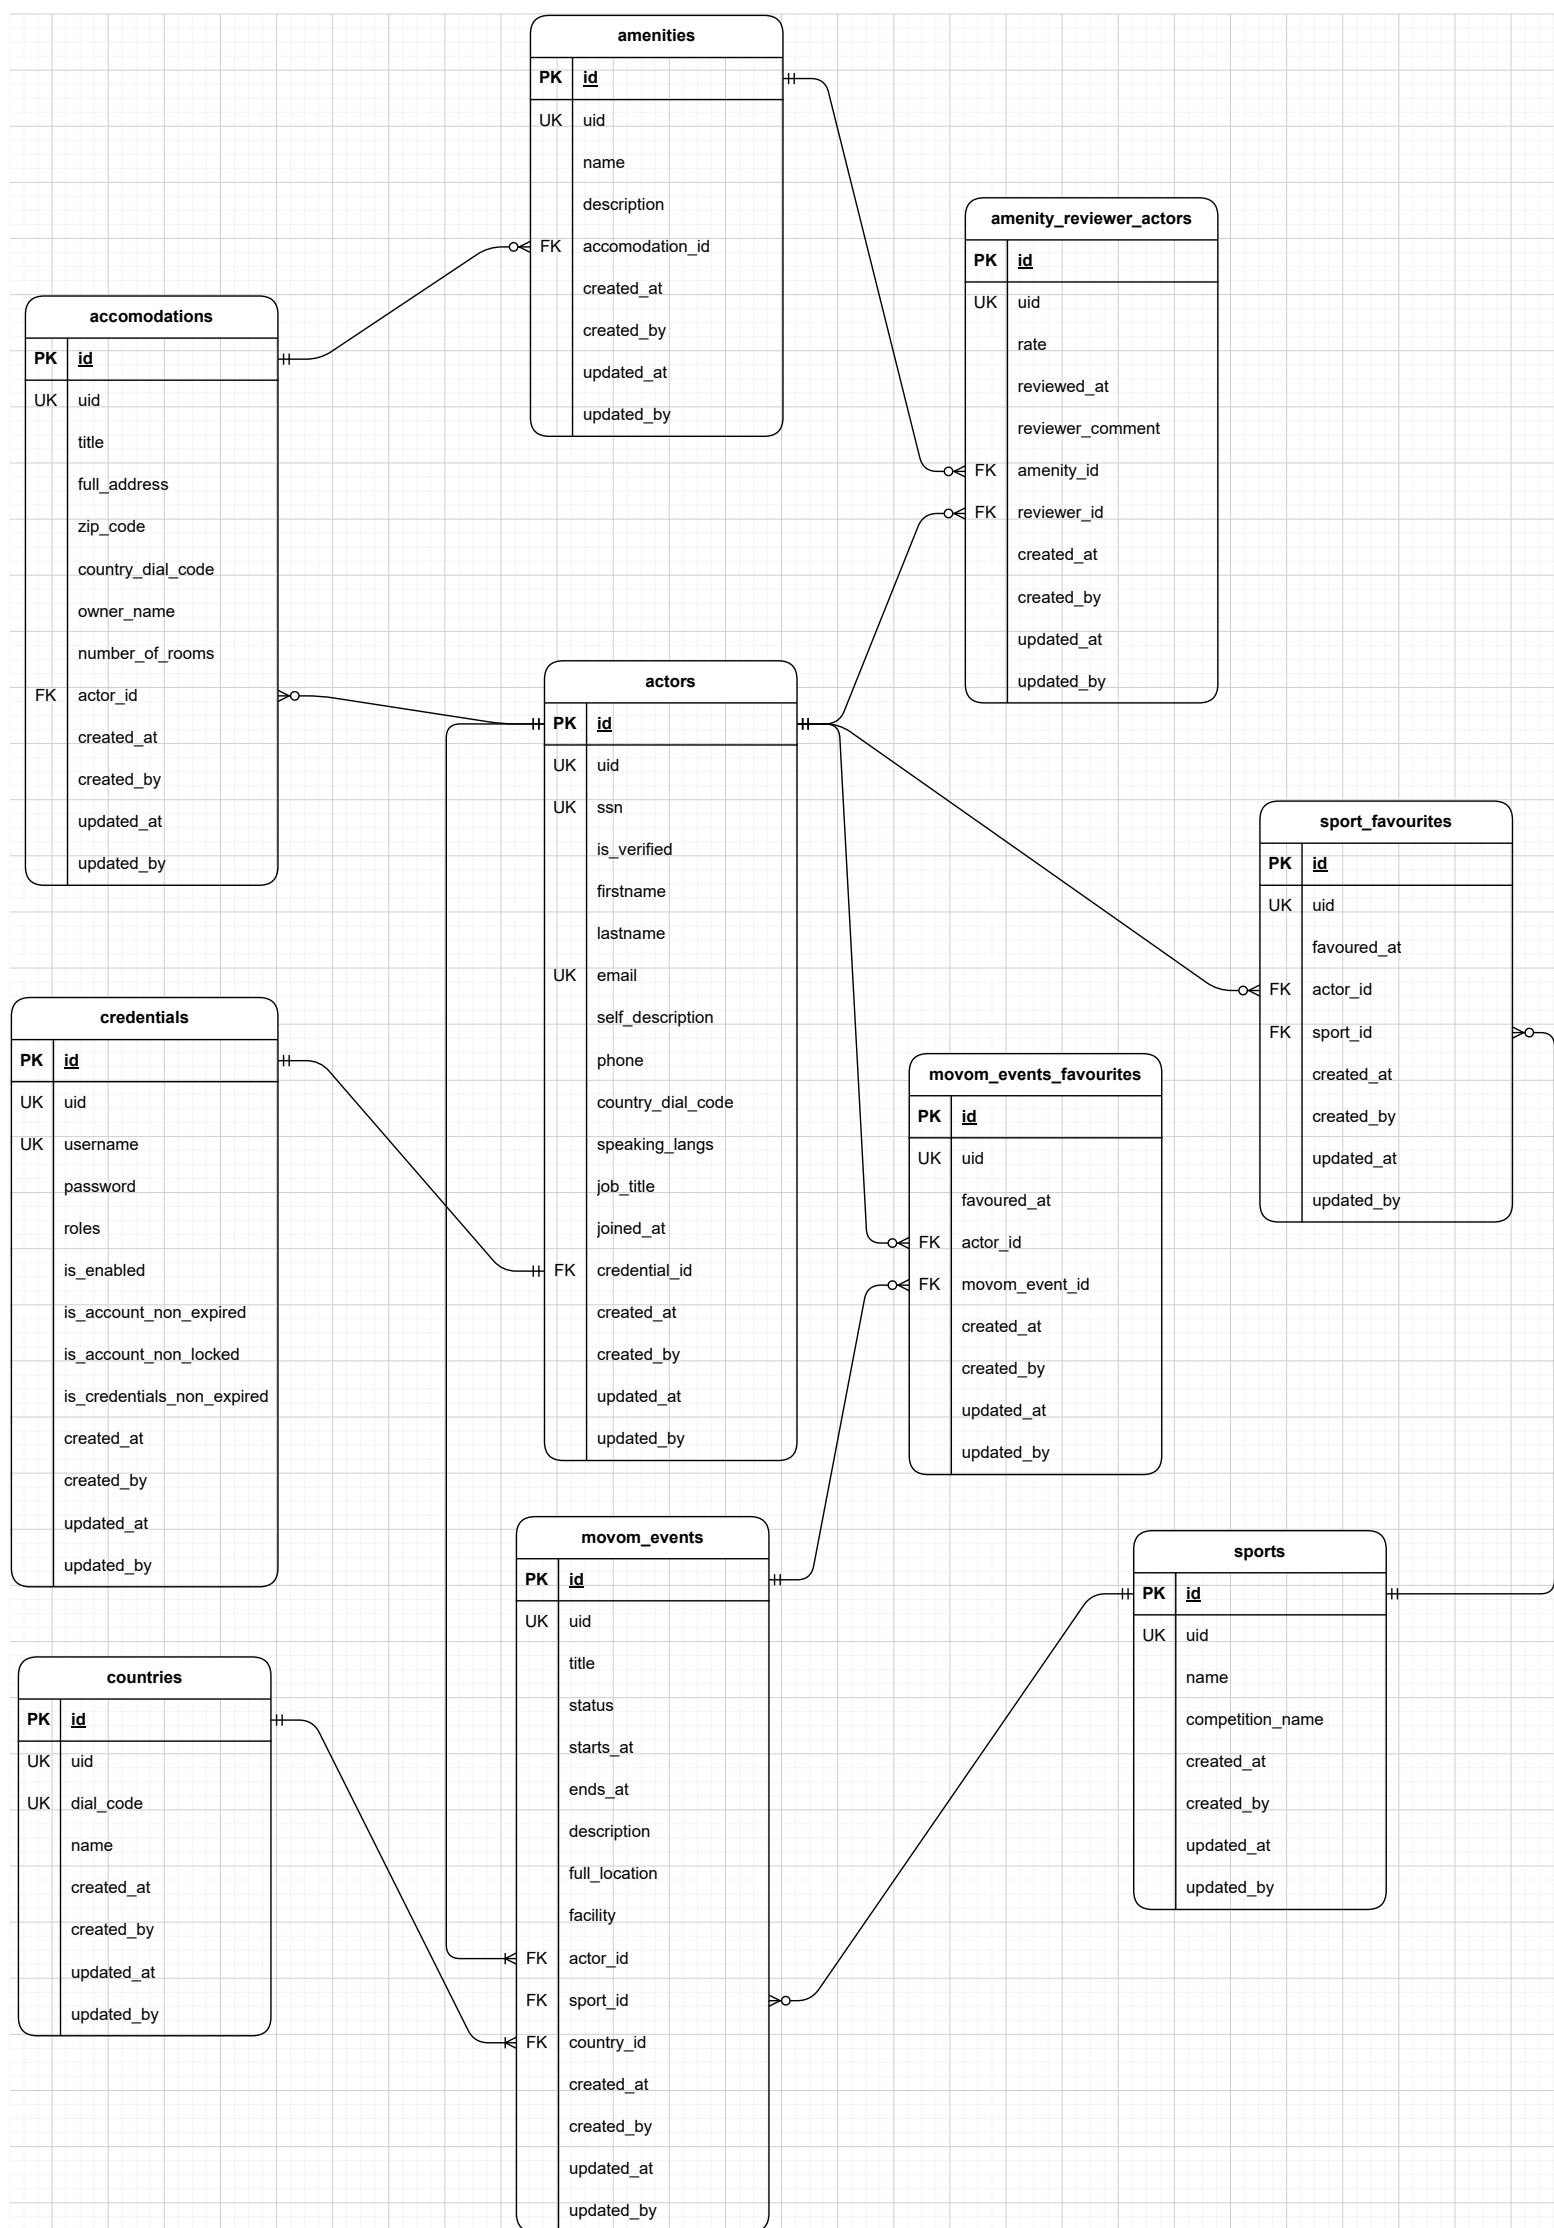 amenities
PK id
UK uid
name
description
FK accomodation_id
created_at
created_by
updated_at
updated_by
amenity_reviewer_actors
PK id
UK uid
rate
reviewed_at
reviewer_comment
FK amenity_id
FK reviewer_id
created_at
created_by
updated_at
updated_by
accomodations
PK id
UK uid
title
full_address
zip_code
country_dial_code
owner_name
number_of_rooms
FK actor_id
created_at
created_by
updated_at
updated_by
actors
PK id
UK uid
UK ssn
is_verified
firstname
lastname
UK email
self_description
phone
country_dial_code
speaking_langs
job_title
joined_at
FK credential_id
created_at
created_by
updated_at
updated_by
sport_favourites
PK id
UK uid
favoured_at
FK actor_id
FK sport_id
created_at
created_by
updated_at
updated_by
credentials
PK id
UK uid
UK username
password
roles
is_enabled
is_account_non_expired
is_account_non_locked
is_credentials_non_expired
created_at
created_by
updated_at
updated_by
movom_events_favourites
PK id
UK uid
favoured_at
FK actor_id
FK movom_event_id
created_at
created_by
updated_at
updated_by
movom_events
PK id
UK uid
title
status
starts_at
ends_at
description
full_location
facility
FK actor_id
FK sport_id
FK country_id
created_at
created_by
updated_at
updated_by
sports
PK id
UK uid
name
competition_name
created_at
created_by
updated_at
updated_by
countries
PK id
UK uid
UK dial_code
name
created_at
created_by
updated_at
updated_by